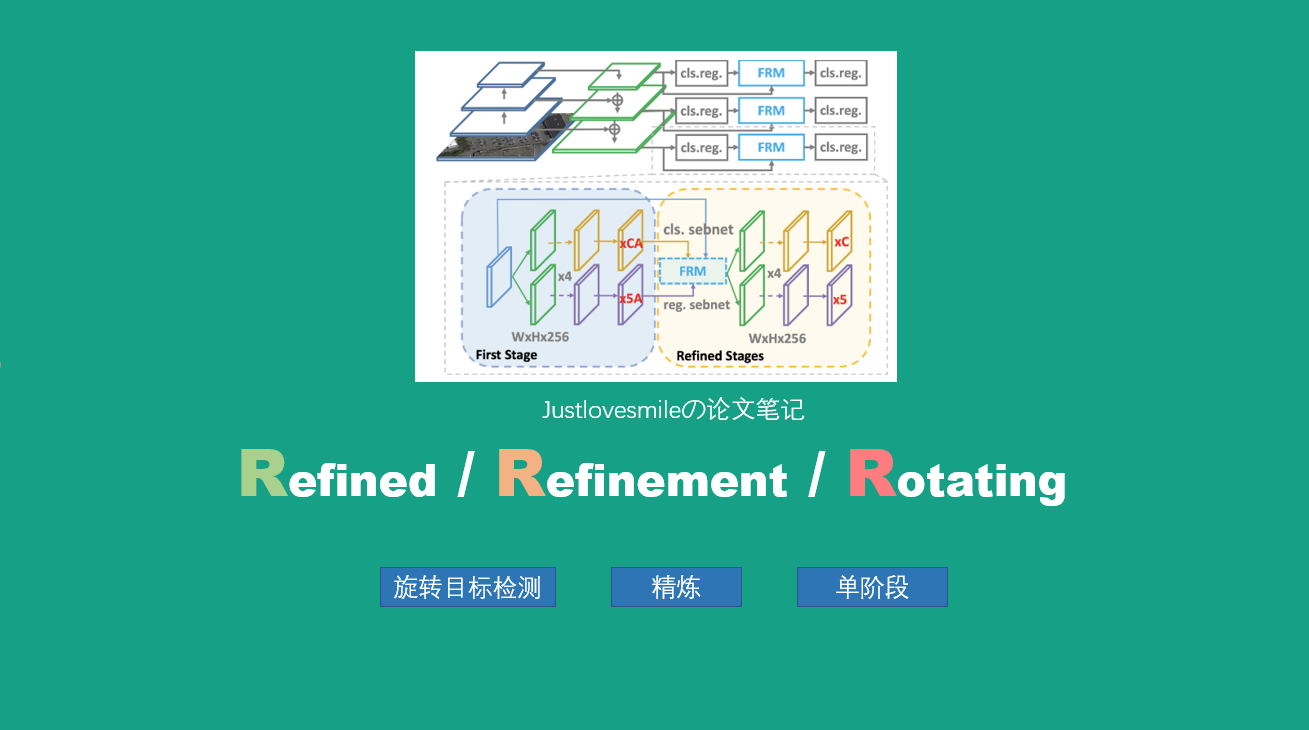 cls.reg. FRM cls.reg.
cls.reg. FRM cls.reg.
cls.reg. FRM cls.reg.
cls. sebnet
xCA xC
FRM
x4 x4
x5A x5
reg. sebnet
WxHx256 WxHx256
First Stage Refined Stages
Justlovesmileの论文笔记
Refined / Refinement / Rotating
旋转目标检测 精炼 单阶段